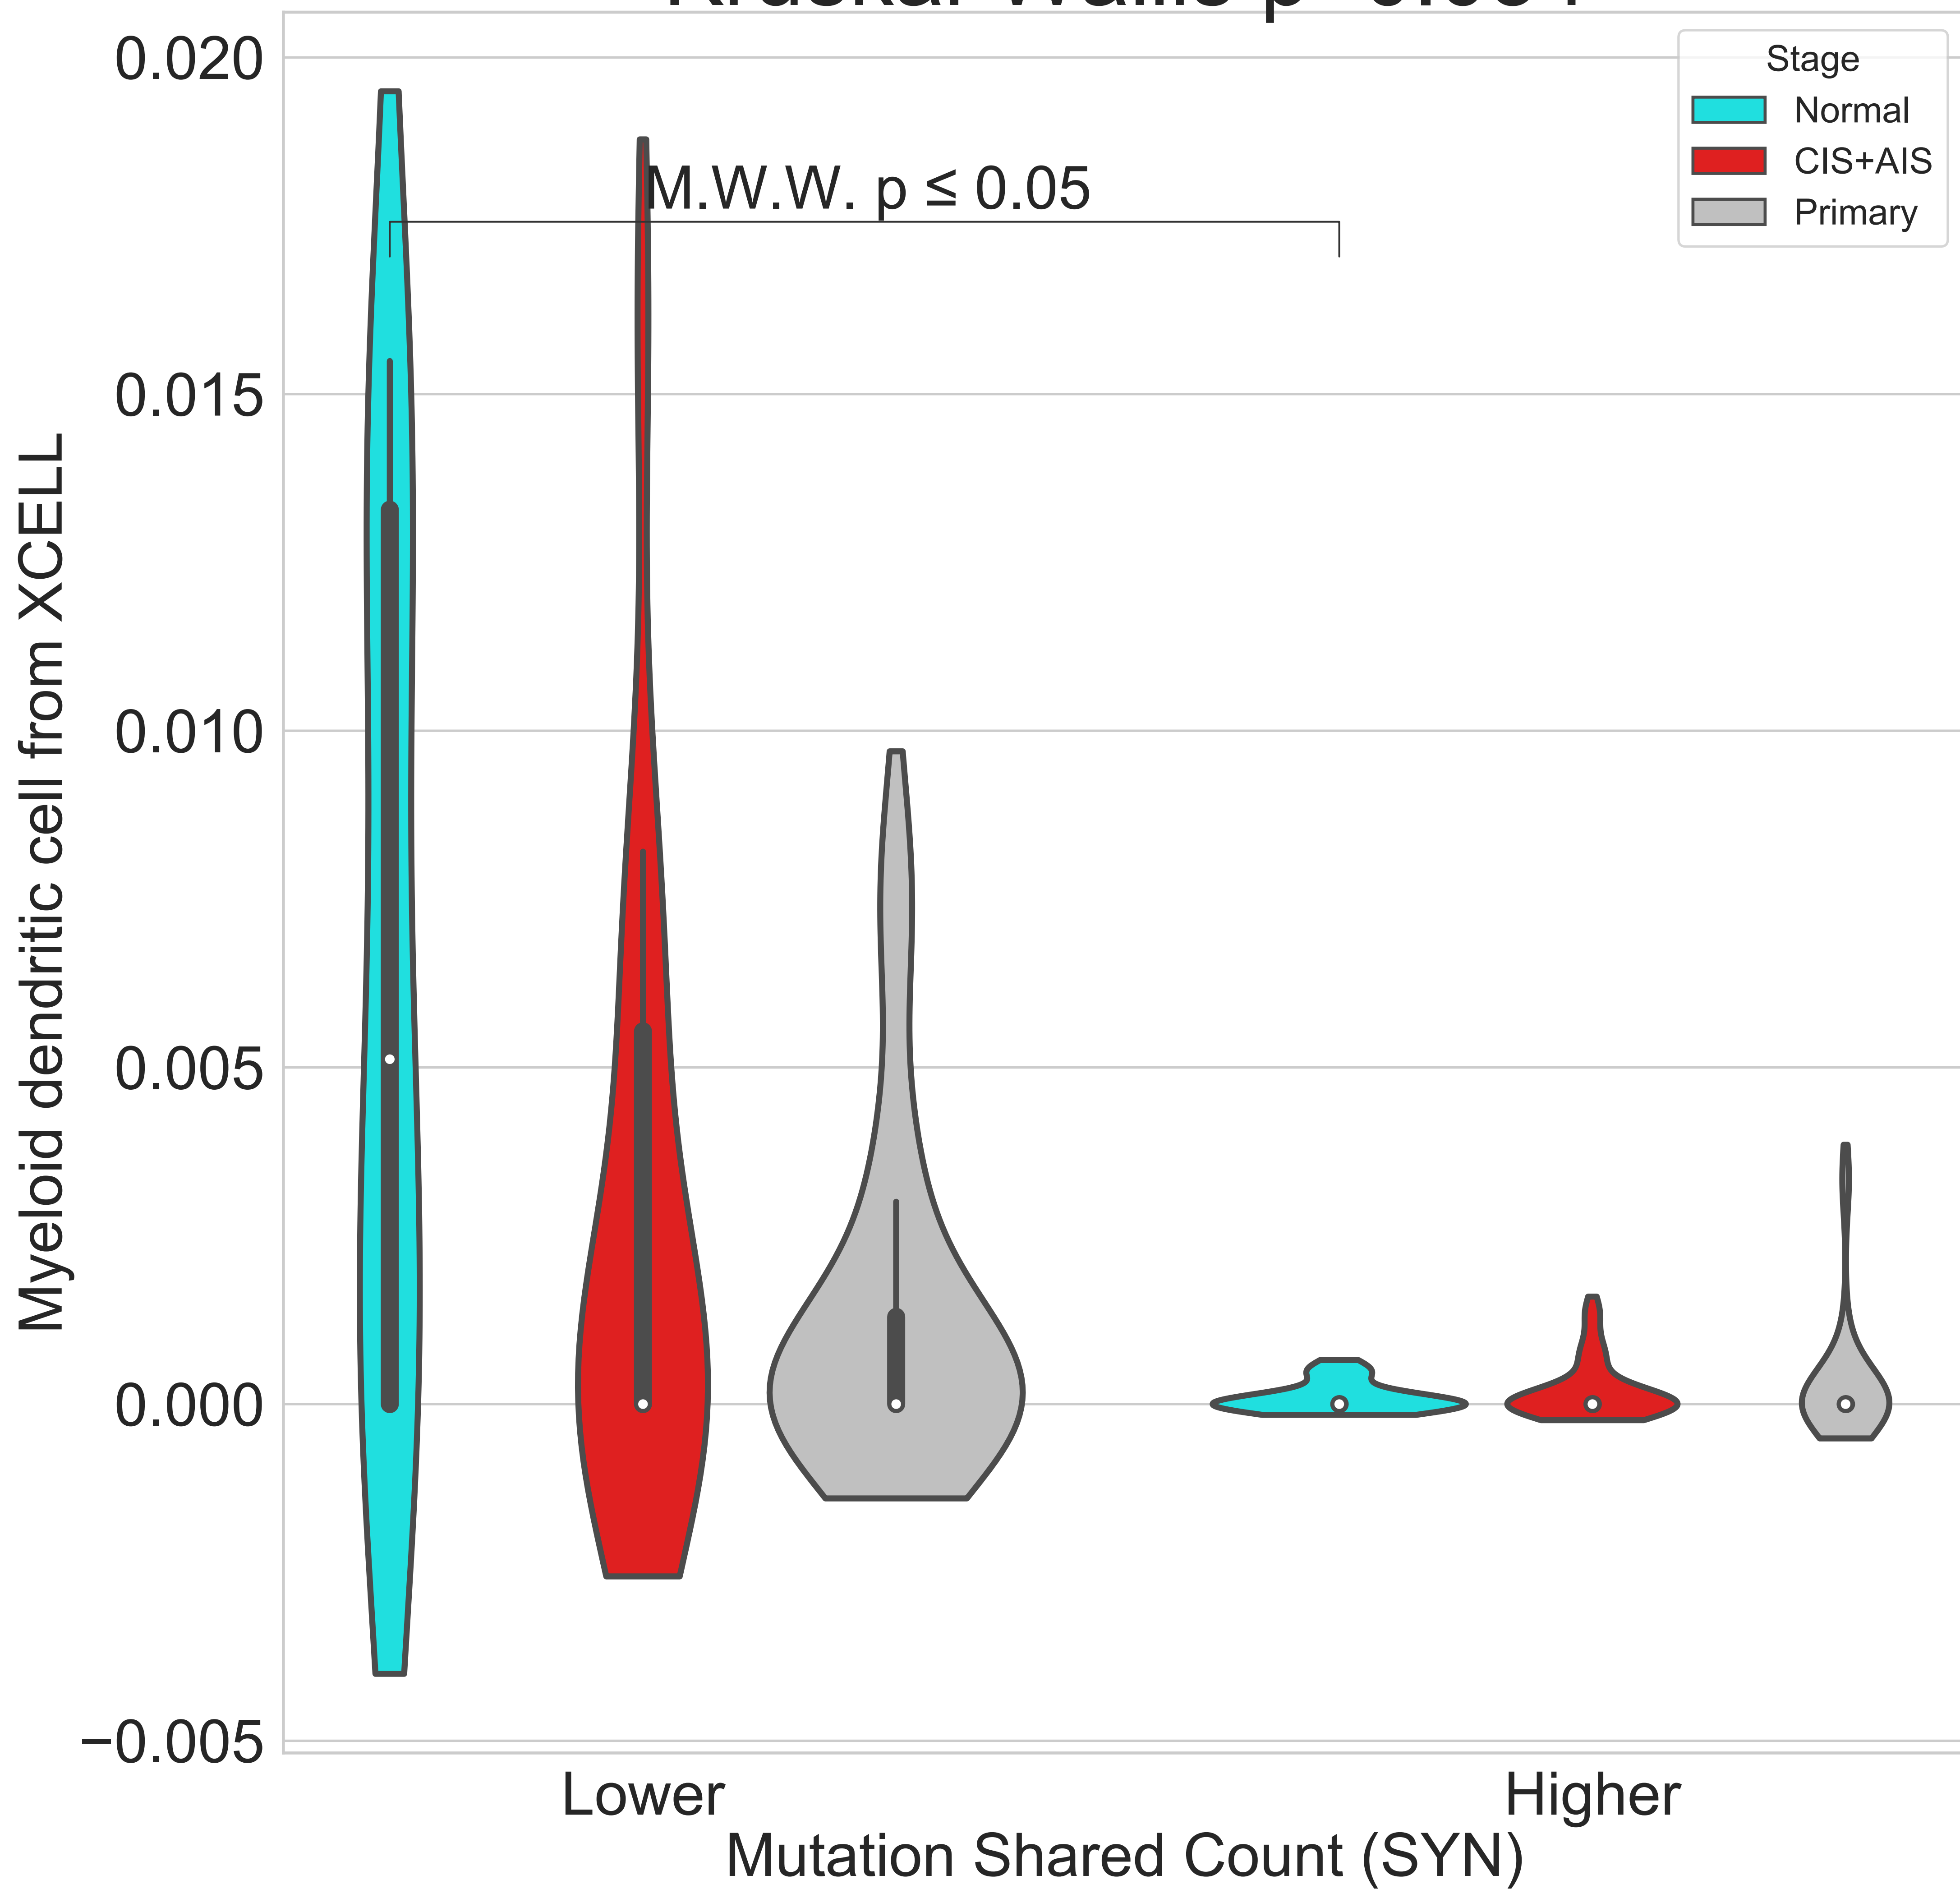 0.020
0.015
0.010
0.005
0.000
−0.005
Myeloid dendritic cell from XCELL
M.W.W. p ≤ 0.05
Stage
Normal
CIS+AIS
Primary
Lower
Higher
Mutation Shared Count (SYN)